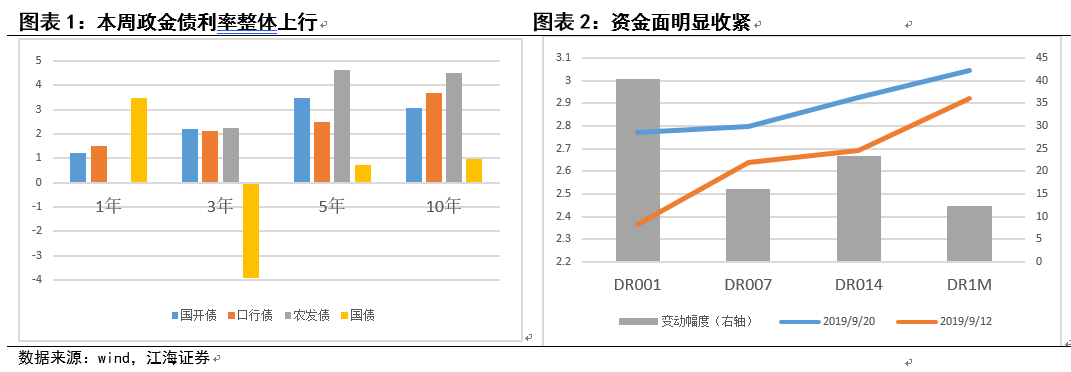 图表 1：本周政金债利率整体上行
图表 2：资金面明显收紧
5
4
3
2
1
0
-1
-2
-3
-4
1年
3年
5年
10年
国开债
口行债
农发债
国债
3.1
3
2.9
2.8
2.7
2.6
2.5
2.4
2.3
2.2
45
40
35
30
25
20
15
10
5
0
DR001
DR007
DR014
DR1M
变动幅度（右轴）
2019/9/20
2019/9/12
数据来源：wind，江海证券